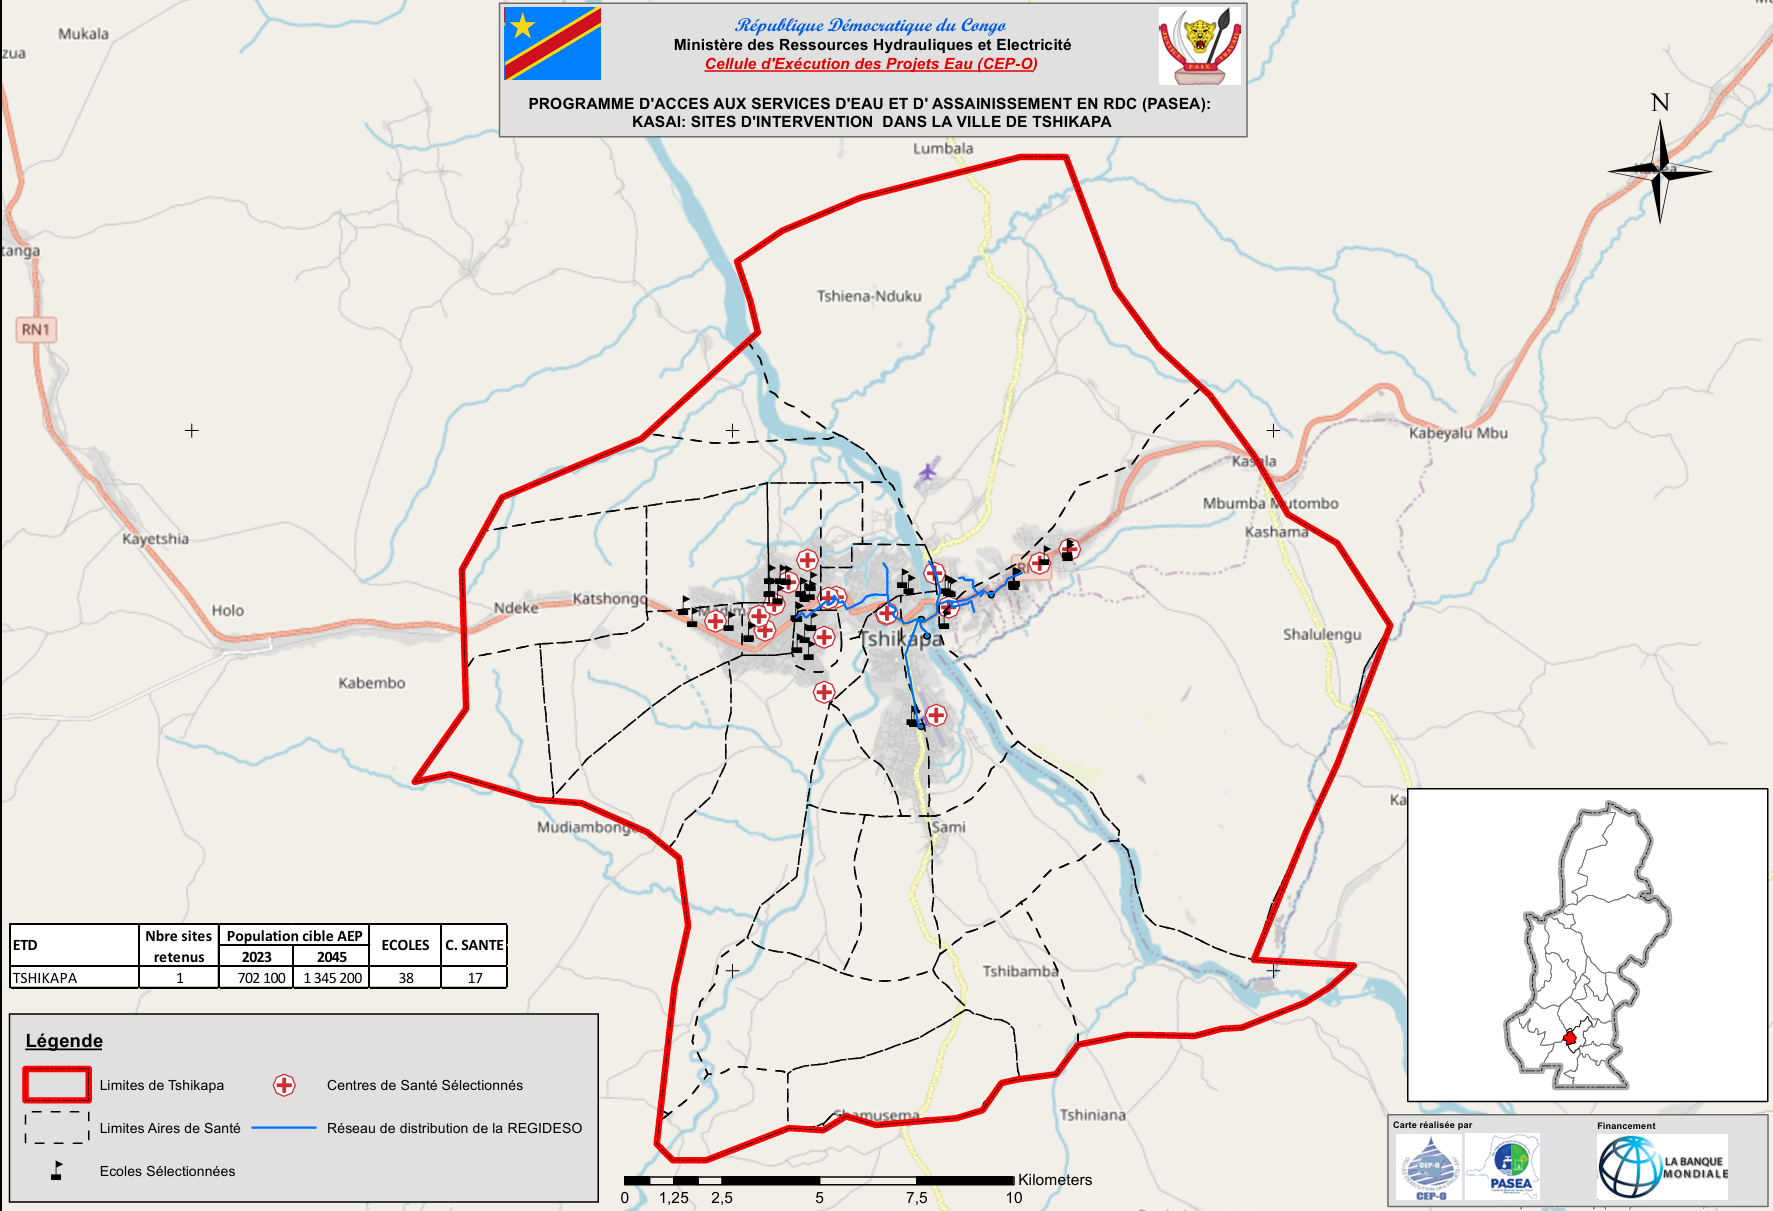 République Démocratique du Congo
Ministère des Ressources Hydrauliques et Electricité
Cellule d'Exécution des Projets Eau (CEP-O)
PROGRAMME D'ACCES AUX SERVICES D'EAU ET D' ASSAINISSEMENT EN RDC (PASEA):
KASAI: SITES D'INTERVENTION DANS LA VILLE DE TSHIKAPA
PAIX
N
Mukala
zua
Lumbala
tanga
Tshiena-Nduku
RN1
Kabeyalu Mbu
Kasala
Mbumba Mutombo
Kashama
Kayetshia
Holo
Ndeke
Katshongo
Tshikapa
Shalulengu
Kabembo
Mudiambongo
Sami
Ka
Tshibamba
Shamusema
Tshiniana
ETD
Nbre sites retenus
Population cible AEP
ECOLES
C. SANTE
2023
2045
TSHIKAPA
1
702 100
1 345 200
38
17
Légende
Limites de Tshikapa
Centres de Santé Sélectionnés
Limites Aires de Santé
Réseau de distribution de la REGIDESO
Ecoles Sélectionnées
Kilometers
0 1,25 2,5 5 7,5 10
Carte réalisée par
Financement
CEP-O
CEP-O
PASEA
LA BANQUE
MONDIALE